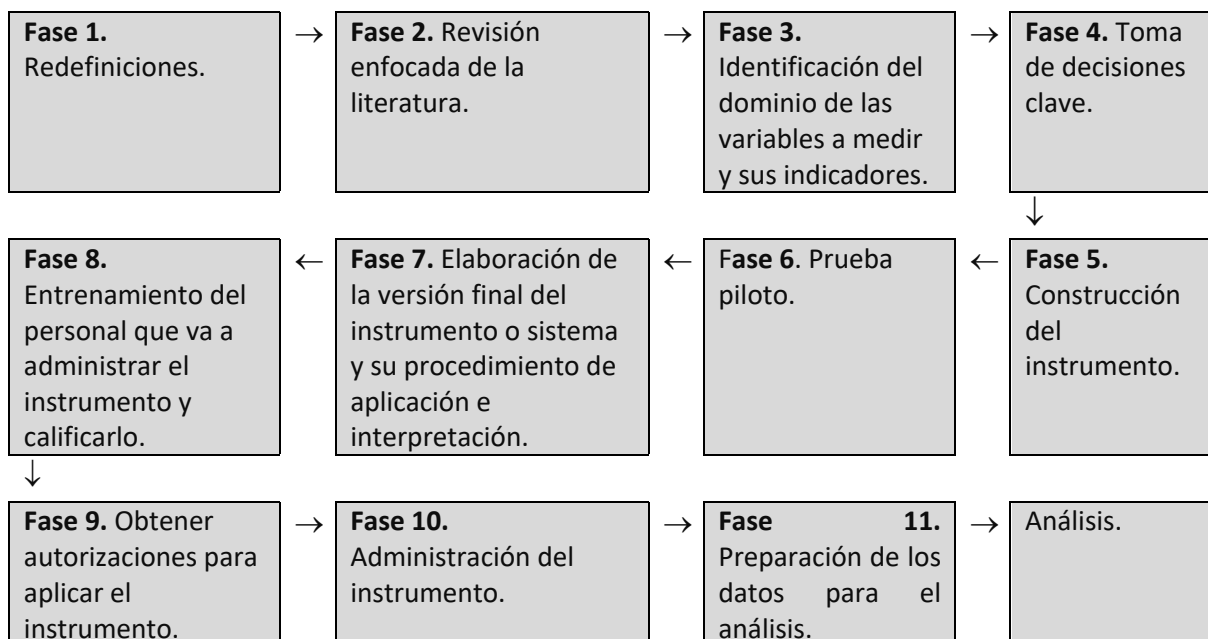 Fase 1.
Redefiniciones.
→
Fase 2. Revisión
enfocada de la
literatura.
→
Fase 3.
Identificación del
dominio de las
variables a medir
y sus indicadores.
→
Fase 4. Toma
de decisiones
clave.
↓
Fase 5.
Construcción
del
instrumento.
←
Fase 6. Prueba
piloto.
←
Fase 7. Elaboración de
la versión final del
instrumento o sistema
y su procedimiento de
aplicación e
interpretación.
←
Fase 8.
Entrenamiento del
personal que va a
administrar el
instrumento y
calificarlo.
↓
Fase 9. Obtener
autorizaciones para
aplicar el
instrumento.
→
Fase 10.
Administración del
instrumento.
→
Fase 11.
Preparación de los
datos para el
análisis.
→
Análisis.